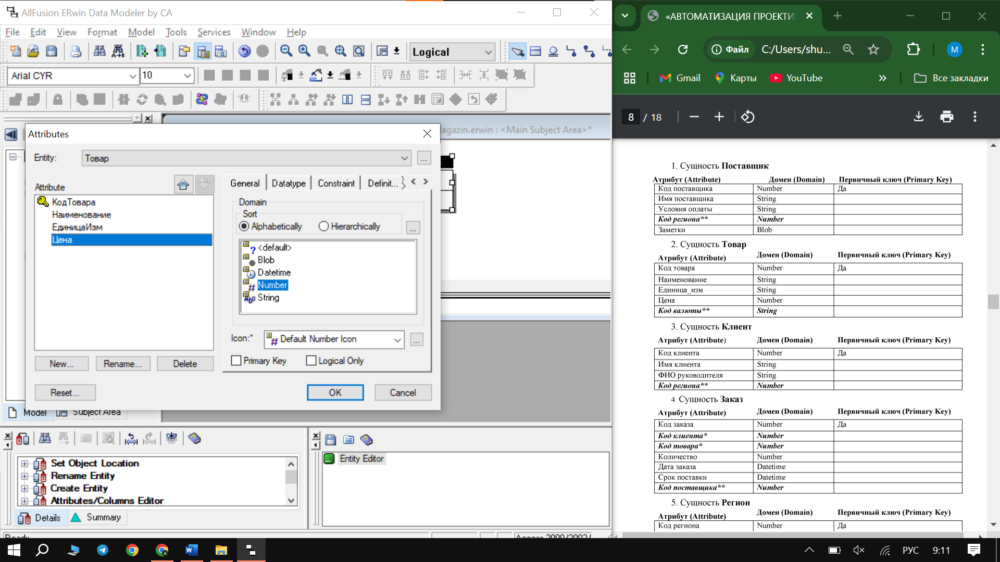 AllFusion ERwin Data Modeler by CA
File Edit View Format Model Tools Services Window Help
Logical
Arial CYR 10
agazin.erwin : <Main Subject Area>*
Attributes
Entity: Товар ...
Attribute
КодТовара
Наименование
ЕдиницаИзм
Цена
New... Rename... Delete
Reset...
General Datatype Constraint Definit...
Domain
Sort
Alphabetically Hierarchically ...
<default>
Blob
Datetime
Number
String
Icon:* Default Number Icon ...
Primary Key Logical Only
OK Cancel
Model Subject Area
Set Object Location
Rename Entity
Create Entity
Attributes/Columns Editor
Details Summary
Entity Editor
Ready
Access 2000/2002/
«АВТОМАТИЗАЦИЯ ПРОЕКТИ
Файл C:/Users/shu... M
Gmail Карты YouTube » Все закладки
8 / 18
1. Сущность Поставщик
Атрибут (Attribute) Домен (Domain) Первичный ключ (Primary Key)
Код поставщика Number Да
Имя поставщика String
Условия оплаты String
Код региона** Number
Заметки Blob
2. Сущность Товар
Атрибут (Attribute) Домен (Domain) Первичный ключ (Primary Key)
Код товара Number Да
Наименование String
Единица_изм String
Цена Number
Код валюты** String
3. Сущность Клиент
Атрибут (Attribute) Домен (Domain) Первичный ключ (Primary Key)
Код клиента Number Да
Имя клиента String
ФИО руководителя String
Код региона** Number
4. Сущность Заказ
Атрибут (Attribute) Домен (Domain) Первичный ключ (Primary Key)
Код заказа Number Да
Код клиента* Number
Код товара* Number
Количество Number
Дата заказа Datetime
Срок поставки Datetime
Код поставщика** Number
5. Сущность Регион
Атрибут (Attribute) Домен (Domain) Первичный ключ (Primary Key)
Код региона Number Да
РУС 9:11